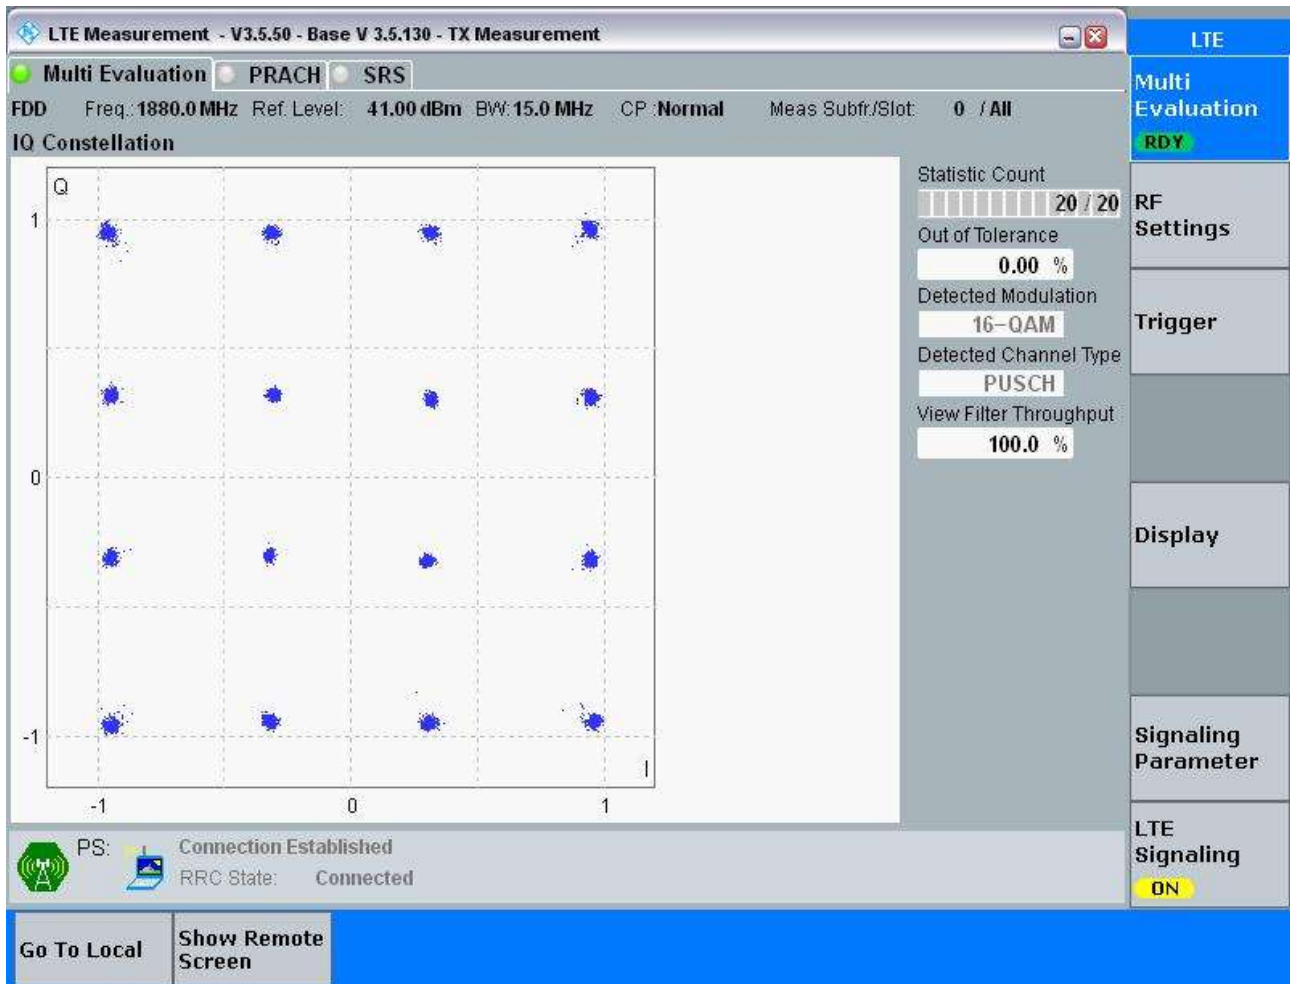 LTE Measurement - V3.5.50 - Base V 3.5.130 - TX Measurement
LTE
Multi Evaluation PRACH SRS
FDD Freq.: 1880.0 MHz Ref. Level: 41.00 dBm BW: 15.0 MHz CP :Normal Meas Subfr./Slot: 0 / All
IQ Constellation
Q
1
0
-1
I
-1 0 1
Statistic Count
20 / 20
Out of Tolerance
0.00 %
Detected Modulation
16-QAM
Detected Channel Type
PUSCH
View Filter Throughput
100.0 %
Multi
Evaluation
RDY
RF
Settings
Trigger
Display
Signaling
Parameter
LTE
Signaling
ON
PS: Connection Established
RRC State: Connected
Go To Local
Show Remote
Screen